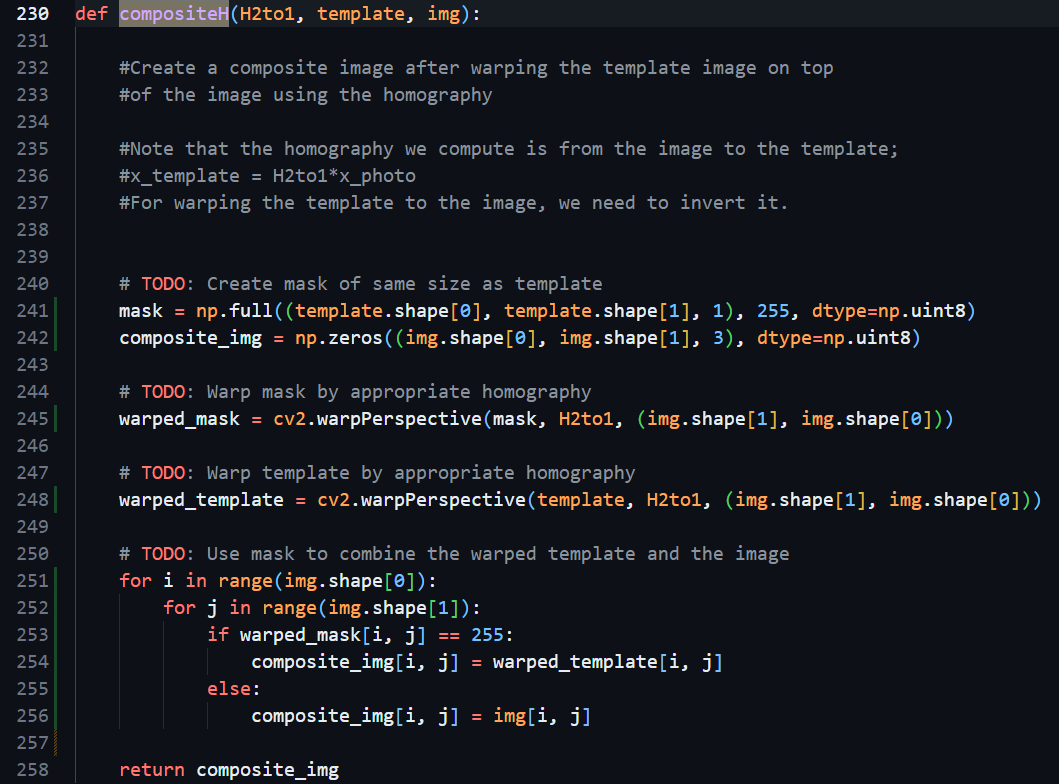 230 def compositeH(H2to1, template, img):
231
232     #Create a composite image after warping the template image on top
233     #of the image using the homography
234
235     #Note that the homography we compute is from the image to the template;
236     #x_template = H2to1*x_photo
237     #For warping the template to the image, we need to invert it.
238
239
240     # TODO: Create mask of same size as template
241     mask = np.full((template.shape[0], template.shape[1], 1), 255, dtype=np.uint8)
242     composite_img = np.zeros((img.shape[0], img.shape[1], 3), dtype=np.uint8)
243
244     # TODO: Warp mask by appropriate homography
245     warped_mask = cv2.warpPerspective(mask, H2to1, (img.shape[1], img.shape[0]))
246
247     # TODO: Warp template by appropriate homography
248     warped_template = cv2.warpPerspective(template, H2to1, (img.shape[1], img.shape[0]))
249
250     # TODO: Use mask to combine the warped template and the image
251     for i in range(img.shape[0]):
252         for j in range(img.shape[1]):
253             if warped_mask[i, j] == 255:
254                 composite_img[i, j] = warped_template[i, j]
255             else:
256                 composite_img[i, j] = img[i, j]
257
258     return composite_img